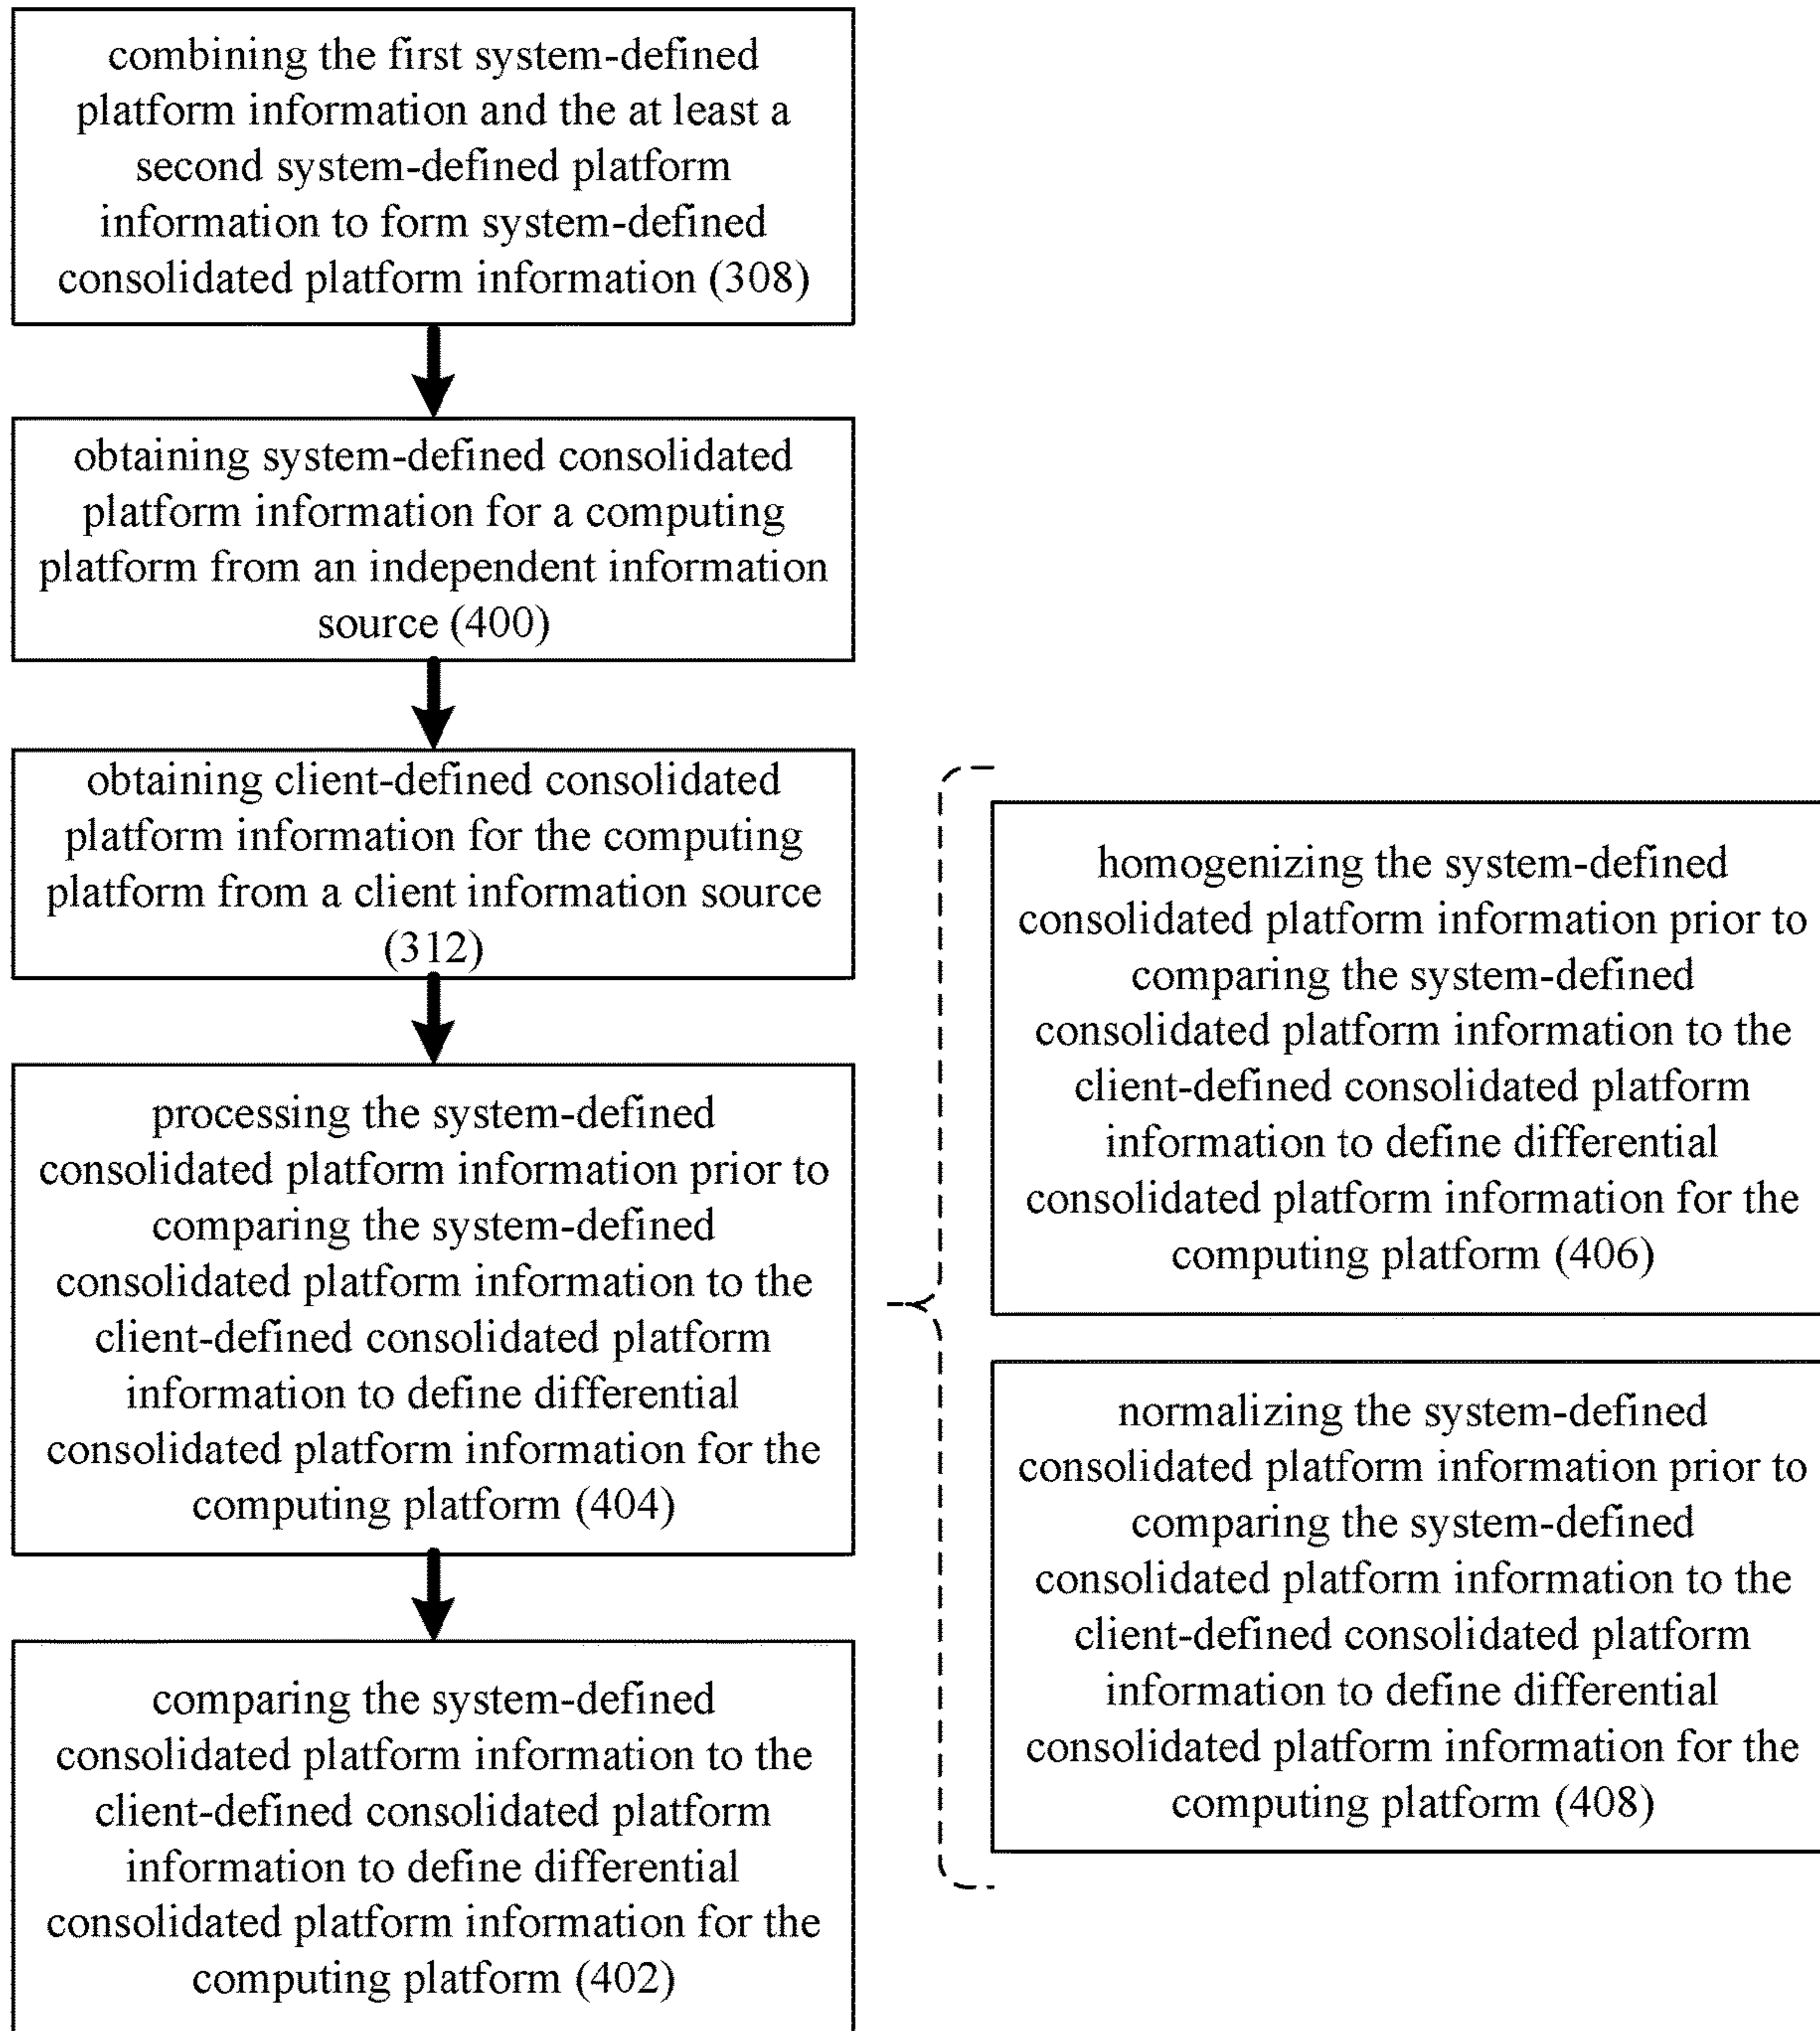 combining the first system-defined
platform information and the at least a
second system-defined platform
information to form system-defined
consolidated platform information (308)
obtaining system-defined consolidated
platform information for a computing
platform from an independent information
source (400)
obtaining client-defined consolidated
platform information for the computing
platform from a client information source
(312)
processing the system-defined
consolidated platform information prior to
comparing the system-defined
consolidated platform information to the
client-defined consolidated platform
information to define differential
consolidated platform information for the
computing platform (404)
comparing the system-defined
consolidated platform information to the
client-defined consolidated platform
information to define differential
consolidated platform information for the
computing platform (402)
homogenizing the system-defined
consolidated platform information prior to
comparing the system-defined
consolidated platform information to the
client-defined consolidated platform
information to define differential
consolidated platform information for the
computing platform (406)
normalizing the system-defined
consolidated platform information prior to
comparing the system-defined
consolidated platform information to the
client-defined consolidated platform
information to define differential
consolidated platform information for the
computing platform (408)